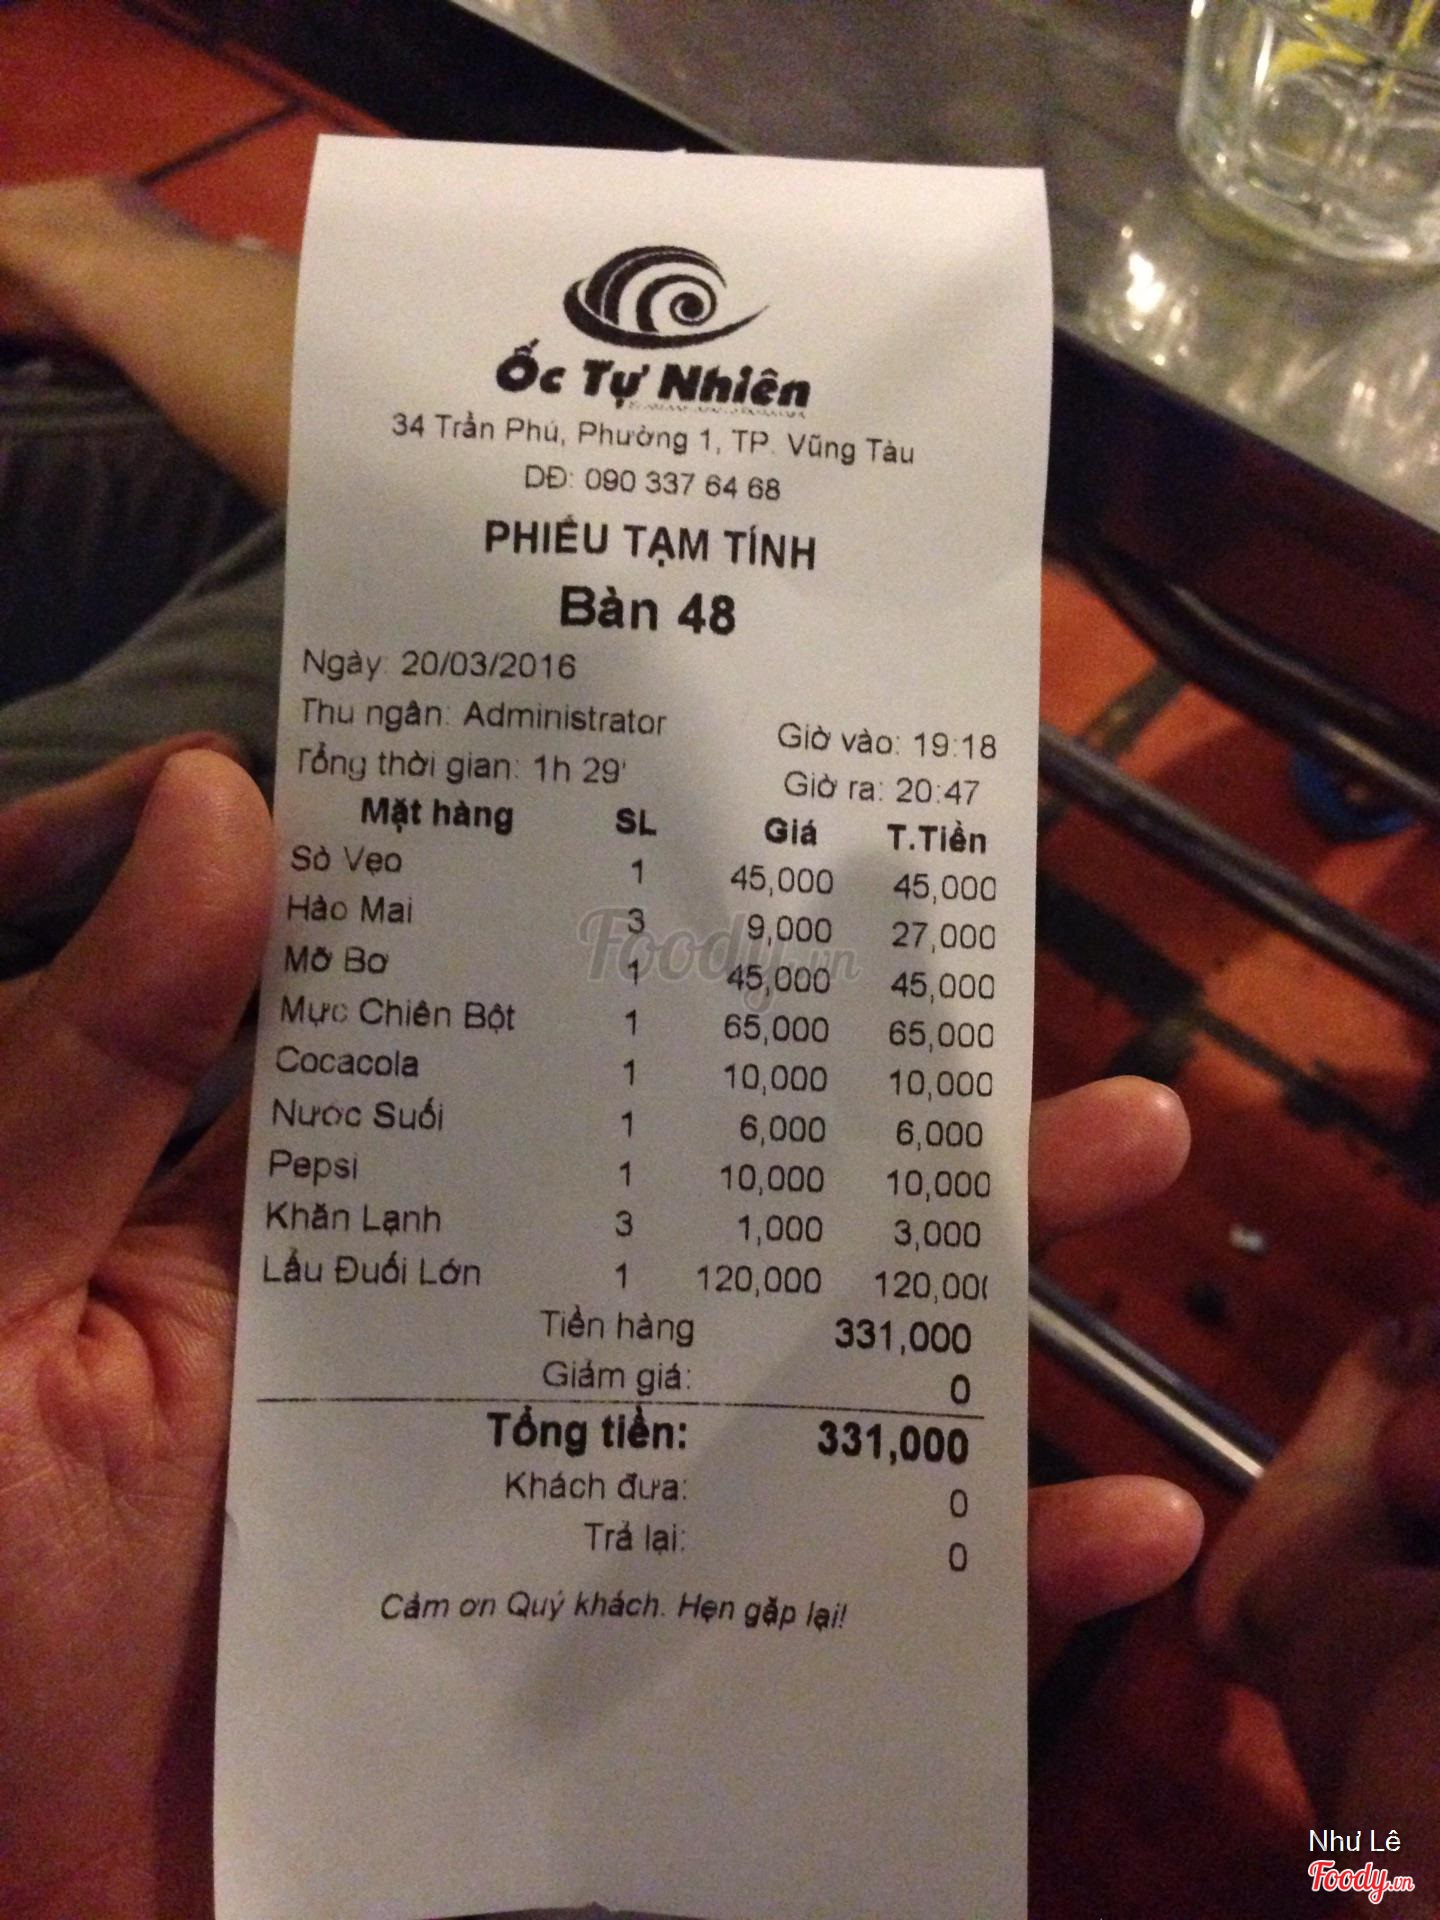 Ốc Tự Nhiên
34 Trần Phú, Phường 1, TP. Vũng Tàu
DĐ: 090 337 64 68
PHIẾU TẠM TÍNH
Bàn 48
Ngày: 20/03/2016
Thu ngân: Administrator Giờ vào: 19:18
Tổng thời gian: 1h 29' Giờ ra: 20:47
Mặt hàng SL Giá T.Tiền
Sò Vẹo 1 45,000 45,000
Hào Mai 3 9,000 27,000
Mỡ Bơ 1 45,000 45,000
Mực Chiên Bột 1 65,000 65,000
Cocacola 1 10,000 10,000
Nước Suối 1 6,000 6,000
Pepsi 1 10,000 10,000
Khăn Lạnh 3 1,000 3,000
Lẩu Đuối Lớn 1 120,000 120,000
Tiền hàng 331,000
Giảm giá: 0
Tổng tiền: 331,000
Khách đưa: 0
Trả lại: 0
Cảm ơn Quý khách. Hẹn gặp lại!
Foody.vn
Như Lê
Foody.vn